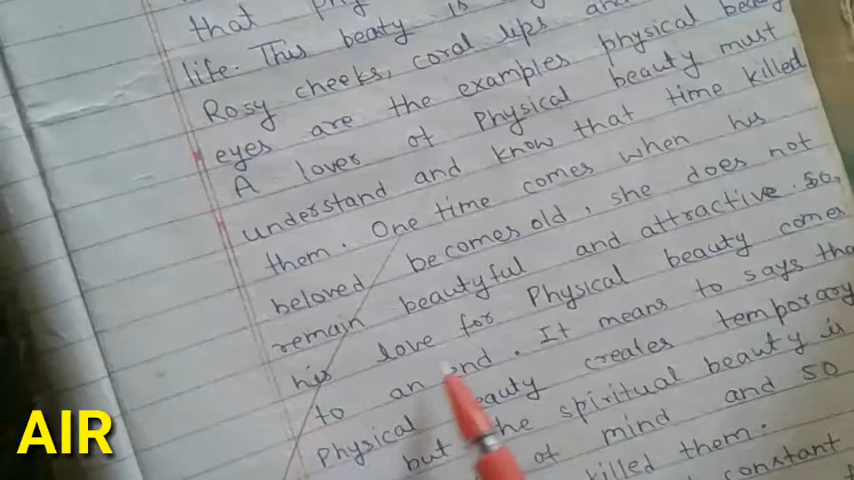 that
life. This beaty is
Rosy cheeks, coral lips and
eyes are the examples physical beauty
A lover of Physical beauty must
understand and know that time killed
them. One time comes when his
beloved becomes old, she does not
remain beautyful and attractive. So,
his love for Physical beauty comes
to an end. It means to says tha
Physical beauty creates temporary
but the spiritual beauty is
of mind and so
killed them.
constant
AIR